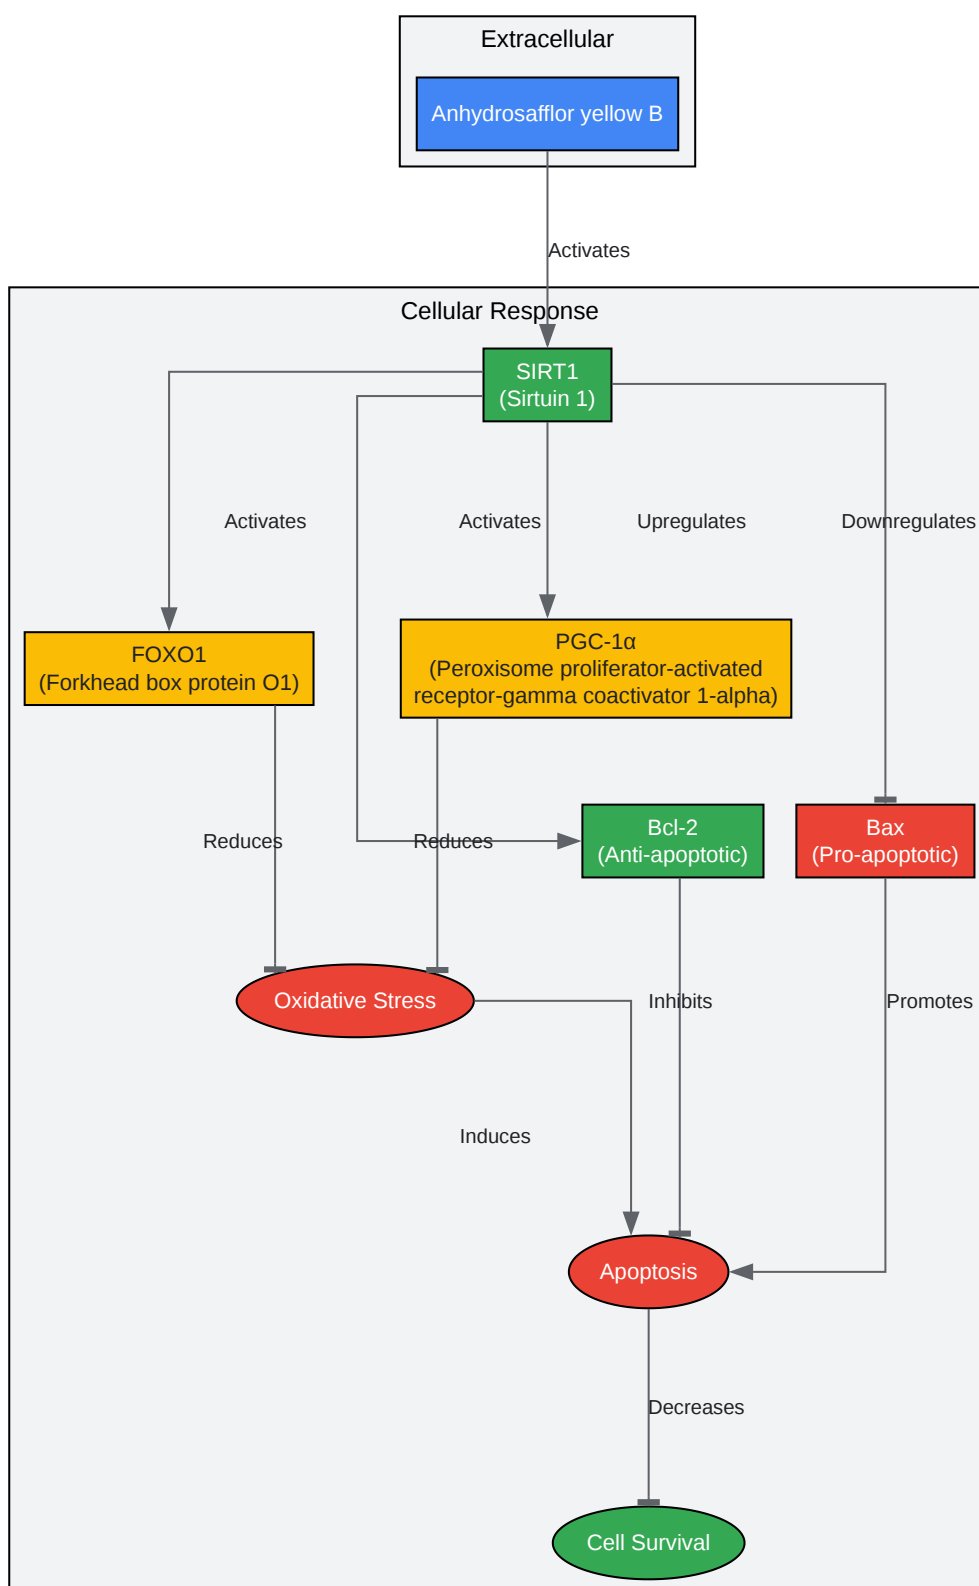 Extracellular
Anhydrosafflor yellow B
Activates
Cellular Response
SIRT1
(Sirtuin 1)
Activates
Activates
Upregulates
Downregulates
FOXO1
(Forkhead box protein O1)
PGC-1α
(Peroxisome proliferator-activated
receptor-gamma coactivator 1-alpha)
Reduces
Reduces
Bcl-2
(Anti-apoptotic)
Bax
(Pro-apoptotic)
Oxidative Stress
Inhibits
Promotes
Induces
Apoptosis
Decreases
Cell Survival